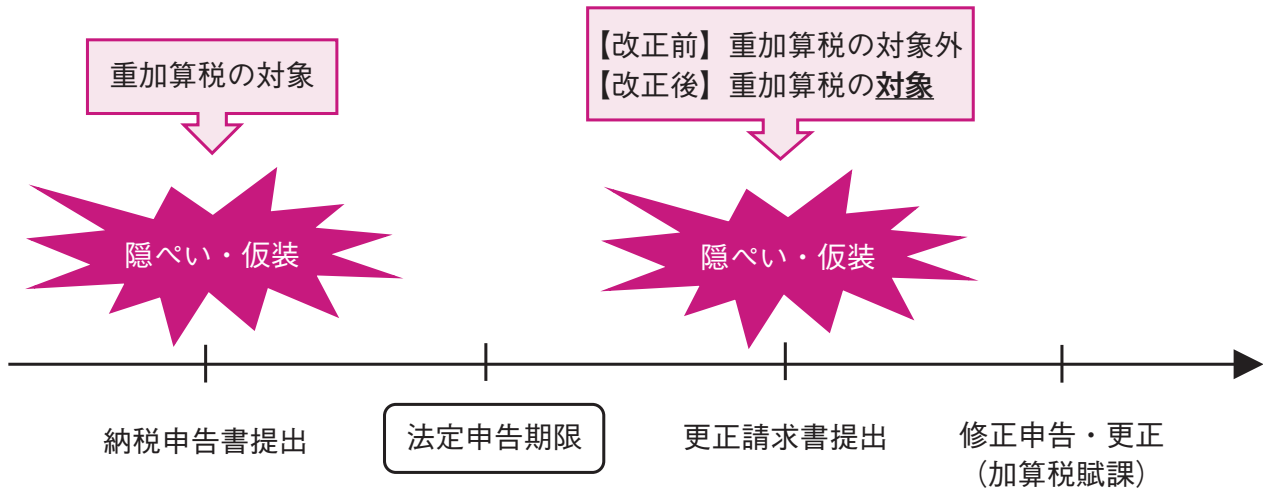 重加算税の対象
【改正前】重加算税の対象外
【改正後】重加算税の対象
隠ぺい・仮装
隠ぺい・仮装
納税申告書提出
法定申告期限
更正請求書提出
修正申告・更正
(加算税賦課)